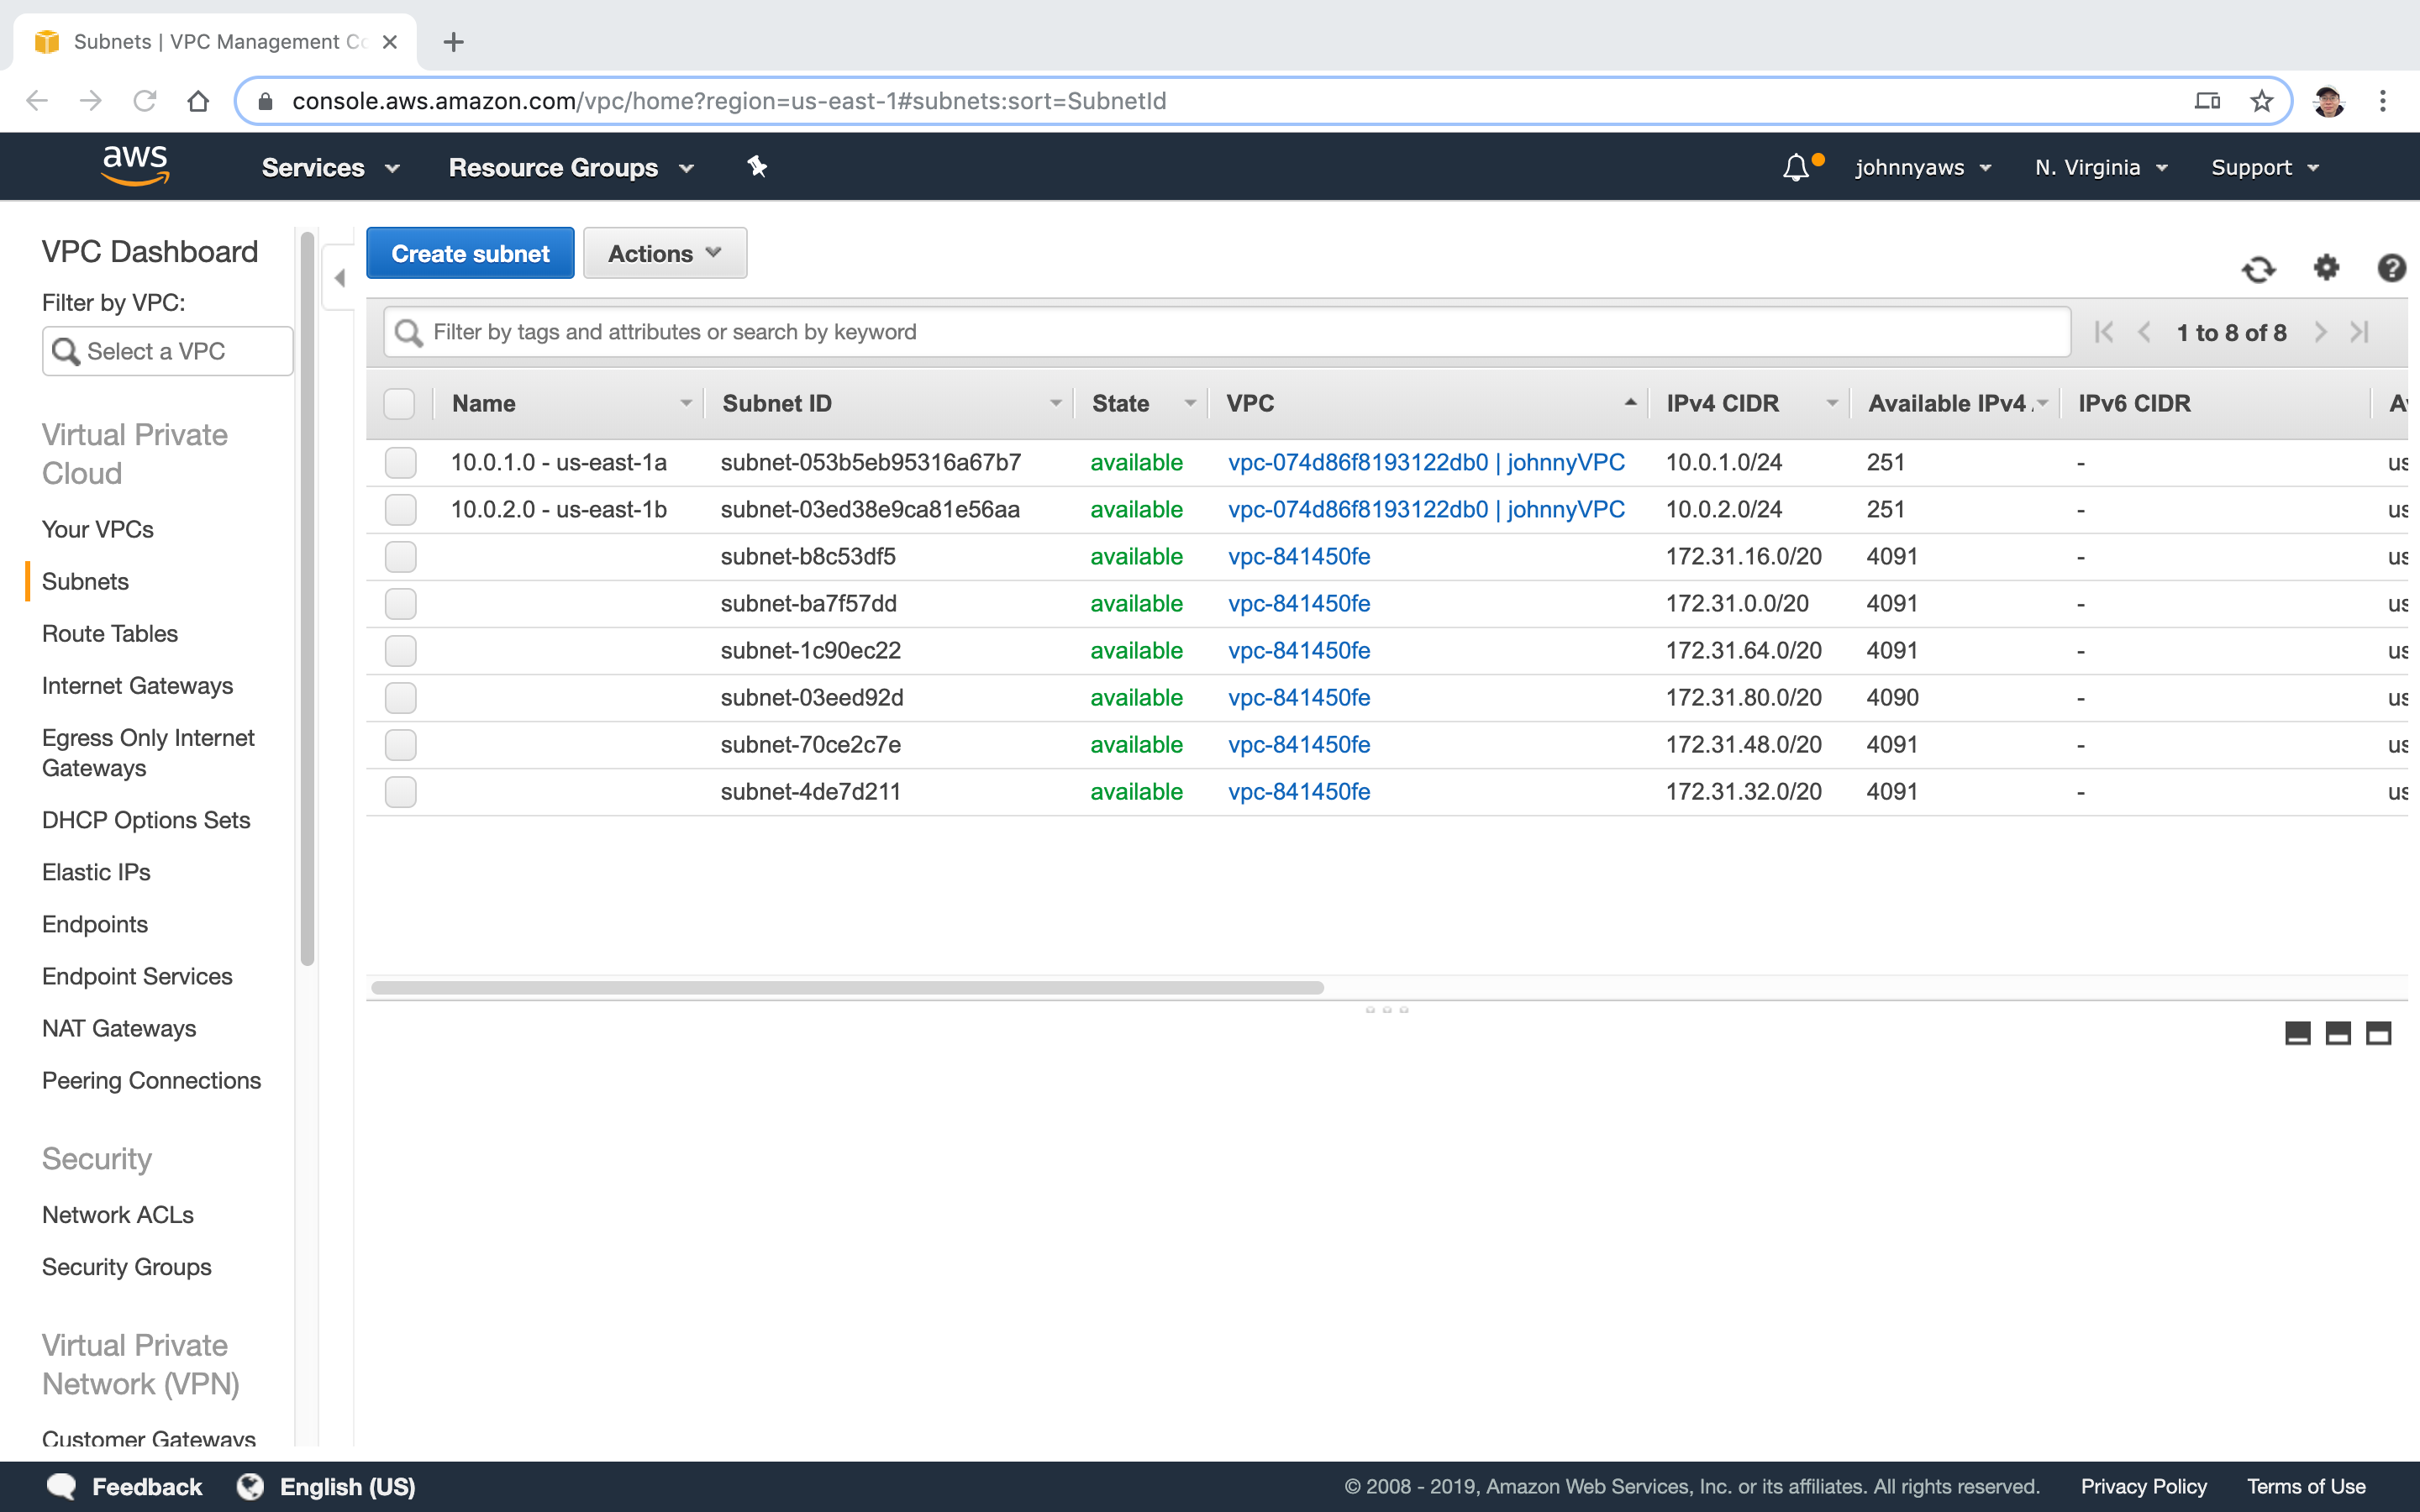 Subnets | VPC Management Co
console.aws.amazon.com/vpc/home?region=us-east-1#subnets:sort=SubnetId
aws Services Resource Groups johnnyaws N. Virginia Support
VPC Dashboard
Filter by VPC:
Select a VPC
Virtual Private
Cloud
Your VPCs
Subnets
Route Tables
Internet Gateways
Egress Only Internet
Gateways
DHCP Options Sets
Elastic IPs
Endpoints
Endpoint Services
NAT Gateways
Peering Connections
Security
Network ACLs
Security Groups
Virtual Private
Network (VPN)
Customer Gateways
Create subnet Actions
Filter by tags and attributes or search by keyword 1 to 8 of 8
Name Subnet ID State VPC IPv4 CIDR Available IPv4 IPv6 CIDR
10.0.1.0 - us-east-1a subnet-053b5eb95316a67b7 available vpc-074d86f8193122db0 | johnnyVPC 10.0.1.0/24 251 - us
10.0.2.0 - us-east-1b subnet-03ed38e9ca81e56aa available vpc-074d86f8193122db0 | johnnyVPC 10.0.2.0/24 251 - us
subnet-b8c53df5 available vpc-841450fe 172.31.16.0/20 4091 - us
subnet-ba7f57dd available vpc-841450fe 172.31.0.0/20 4091 - us
subnet-1c90ec22 available vpc-841450fe 172.31.64.0/20 4091 - us
subnet-03eed92d available vpc-841450fe 172.31.80.0/20 4090 - us
subnet-70ce2c7e available vpc-841450fe 172.31.48.0/20 4091 - us
subnet-4de7d211 available vpc-841450fe 172.31.32.0/20 4091 - us
Feedback English (US) © 2008 - 2019, Amazon Web Services, Inc. or its affiliates. All rights reserved. Privacy Policy Terms of Use